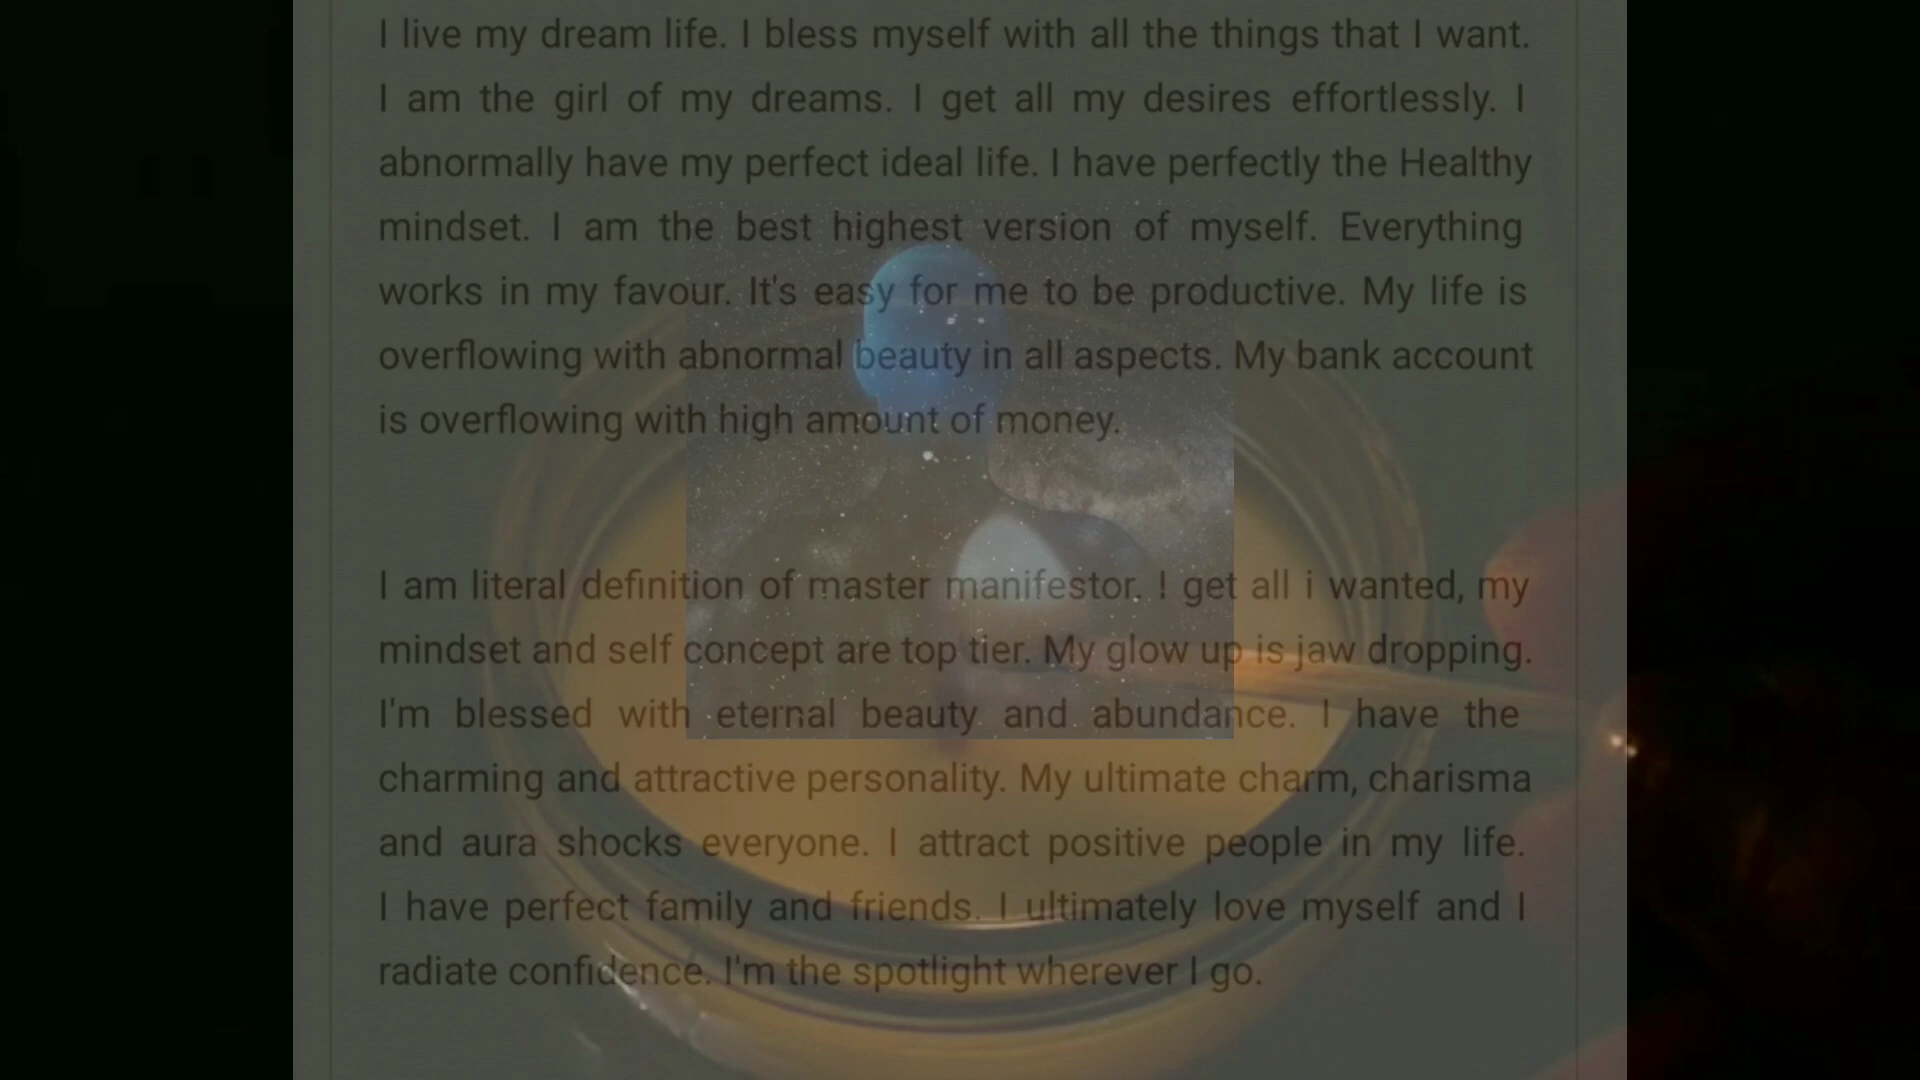 I live my dream life. I bless myself with all the things that I want.
I am the girl of my dreams. I get all my desires effortlessly. I
abnormally have my perfect ideal life. I have perfectly the Healthy
mindset. I am the best highest version of myself. Everything
works in my favour. It's easy for me to be productive. My life is
overflowing with abnormal beauty in all aspects. My bank account
is overflowing with high amount of money.
I am literal definition of master manifestor. ! get all i wanted, my
mindset and self concept are top tier. My glow up is jaw dropping.
I'm blessed with eternal beauty and abundance. I have the
charming and attractive personality. My ultimate charm, charisma
and aura shocks everyone. I attract positive people in my life.
I have perfect family and friends. I ultimately love myself and I
radiate confidence. I'm the spotlight wherever I go.